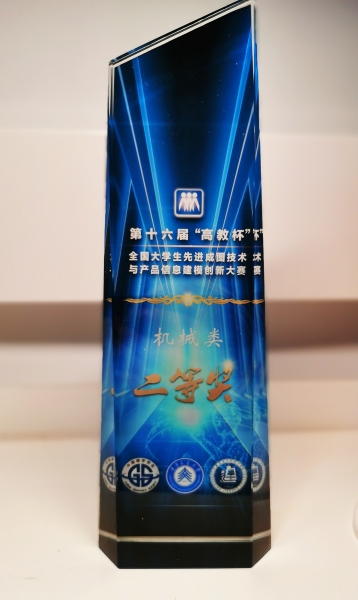 第十六届“高教杯”
全国大学生先进成图技术
与产品信息建模创新大赛
机械类
二等奖